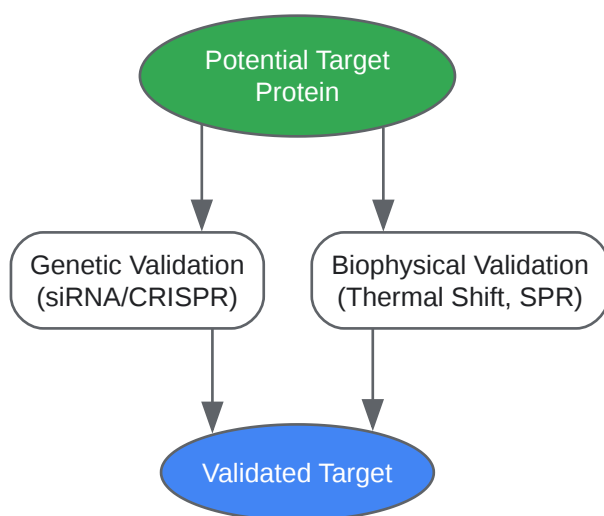 Potential Target
Protein
Genetic Validation
(siRNA/CRISPR)
Biophysical Validation
(Thermal Shift, SPR)
Validated Target